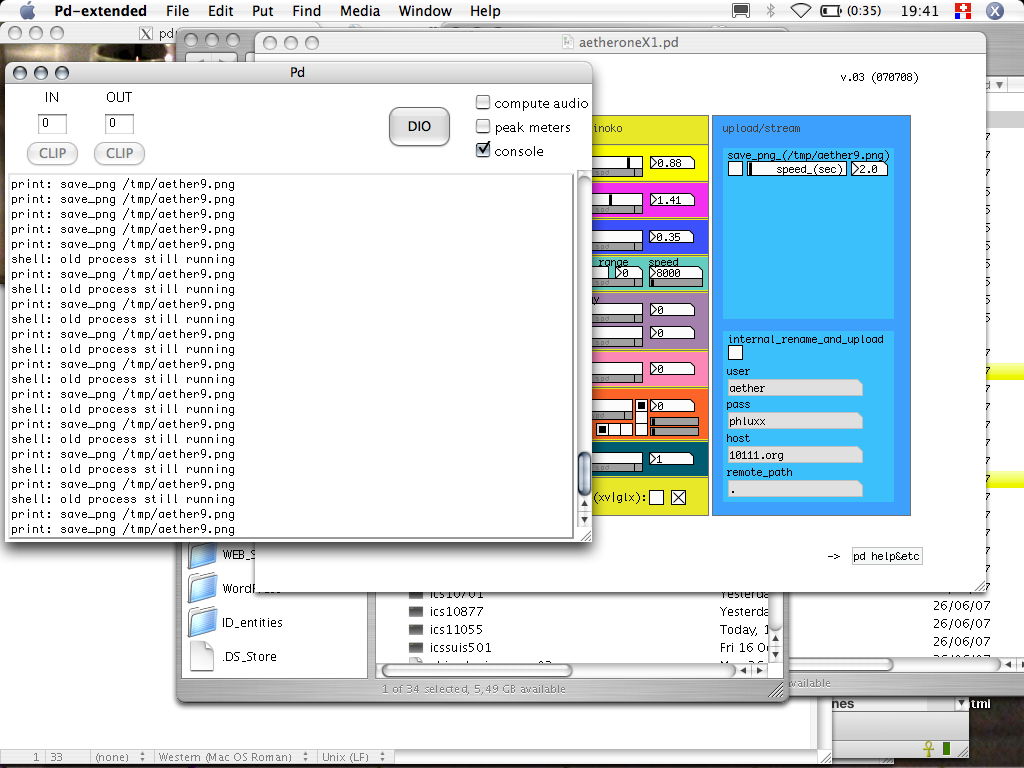 Pd-extended File Edit Put Find Media Window Help (0:35) 19:41
pd
aetheroneX1.pd
Pd
v.03 (070708)
IN OUT
0 0
CLIP CLIP
DIO
compute audio
peak meters
console
print: save_png /tmp/aether9.png
print: save_png /tmp/aether9.png
print: save_png /tmp/aether9.png
print: save_png /tmp/aether9.png
print: save_png /tmp/aether9.png
shell: old process still running
print: save_png /tmp/aether9.png
shell: old process still running
print: save_png /tmp/aether9.png
shell: old process still running
print: save_png /tmp/aether9.png
shell: old process still running
print: save_png /tmp/aether9.png
shell: old process still running
print: save_png /tmp/aether9.png
shell: old process still running
print: save_png /tmp/aether9.png
shell: old process still running
print: save_png /tmp/aether9.png
shell: old process still running
print: save_png /tmp/aether9.png
shell: old process still running
print: save_png /tmp/aether9.png
print: save_png /tmp/aether9.png
inoko
0.88
1.41
0.35
range speed
0 8000
0
0
0
0
1
(xv|glx):
upload/stream
save_png_(/tmp/aether9.png)
speed_(sec) 2.0
internal_rename_and_upload
user
aether
pass
phluxx
host
10111.org
remote_path
.
-> pd help&etc
WEB_S
WordPress
ID_entities
.DS_Store
ics10701 Yesterda
ics10877 Yesterda
ics11055 Today, 1
icssuis501 Fri 16 O
26/06/07
26/06/07
26/06/07
1 of 34 selected, 5,49 GB available
available
nes
tml
1 33 (none) Western (Mac OS Roman) Unix (LF)